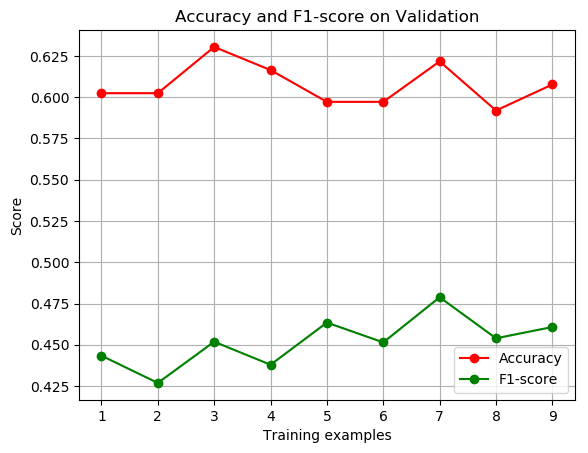 Accuracy and F1-score on Validation
Score
0.625
0.600
0.575
0.550
0.525
0.500
0.475
0.450
0.425
1 2 3 4 5 6 7 8 9
Training examples
Accuracy
F1-score